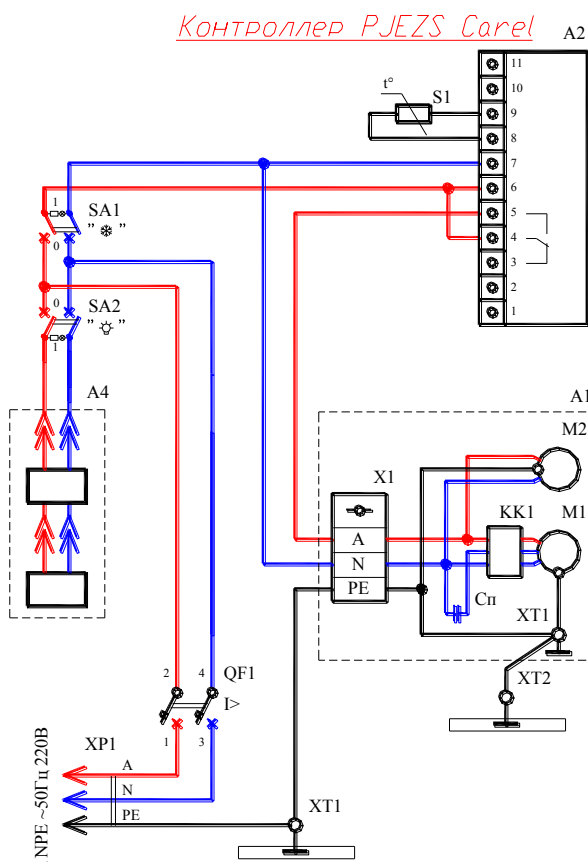 Контроллер PJEZS Carel
A2
11
10
9
8
7
6
5
4
3
2
1
t°
S1
1
SA1
" ❄ "
0
0
SA2
" "
1
A4
A1
M2
X1
KK1
M1
A
N
PE
Сп
XT1
XT2
2
4
QF1
I>
1
3
XP1
A
N
PE
XT1
NPE ~50Гц 220В